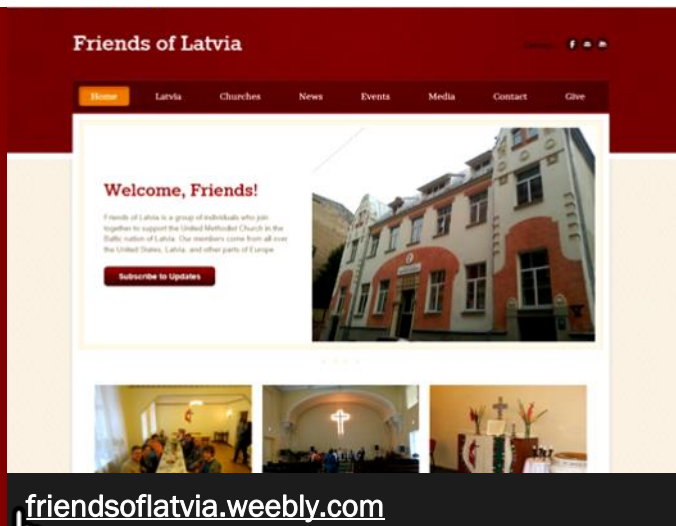 Friends of Latvia
Home Latvia Churches News Events Media Contact Give
Welcome, Friends!
Friends of Latvia is a group of individuals who join
together to support the United Methodist Church in the
Baltic nation of Latvia. Our members come from all over
the United States, Latvia, and other parts of Europe.
Subscribe to Updates
friendsoflatvia.weebly.com